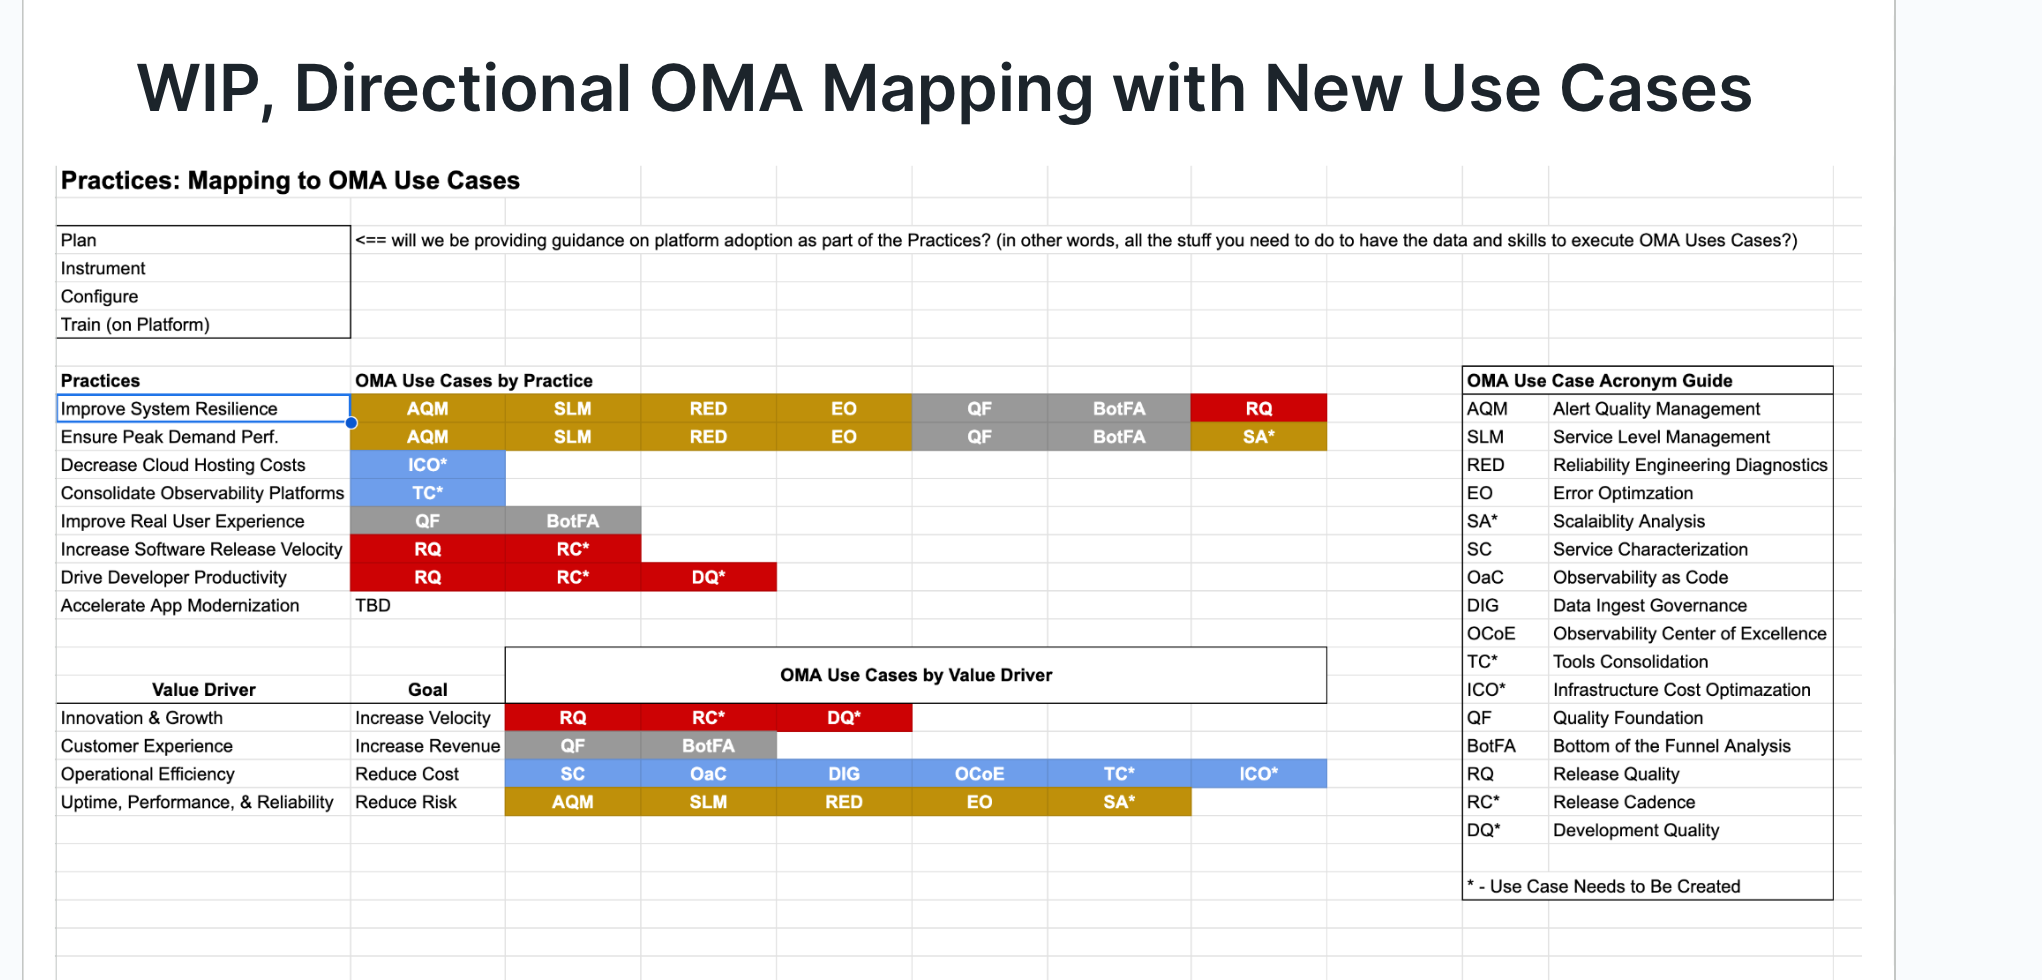 WIP, Directional OMA Mapping with New Use Cases
Practices: Mapping to OMA Use Cases
Plan <== will we be providing guidance on platform adoption as part of the Practices? (in other words, all the stuff you need to do to have the data and skills to execute OMA Uses Cases?)
Instrument
Configure
Train (on Platform)
Practices OMA Use Cases by Practice
Improve System Resilience AQM SLM RED EO QF BotFA RQ
Ensure Peak Demand Perf. AQM SLM RED EO QF BotFA SA*
Decrease Cloud Hosting Costs ICO*
Consolidate Observability Platforms TC*
Improve Real User Experience QF BotFA
Increase Software Release Velocity RQ RC*
Drive Developer Productivity RQ RC* DQ*
Accelerate App Modernization TBD
OMA Use Cases by Value Driver
Value Driver Goal
Innovation & Growth Increase Velocity RQ RC* DQ*
Customer Experience Increase Revenue QF BotFA
Operational Efficiency Reduce Cost SC OaC DIG OCoE TC* ICO*
Uptime, Performance, & Reliability Reduce Risk AQM SLM RED EO SA*
OMA Use Case Acronym Guide
AQM Alert Quality Management
SLM Service Level Management
RED Reliability Engineering Diagnostics
EO Error Optimzation
SA* Scalaiblity Analysis
SC Service Characterization
OaC Observability as Code
DIG Data Ingest Governance
OCoE Observability Center of Excellence
TC* Tools Consolidation
ICO* Infrastructure Cost Optimazation
QF Quality Foundation
BotFA Bottom of the Funnel Analysis
RQ Release Quality
RC* Release Cadence
DQ* Development Quality
* - Use Case Needs to Be Created